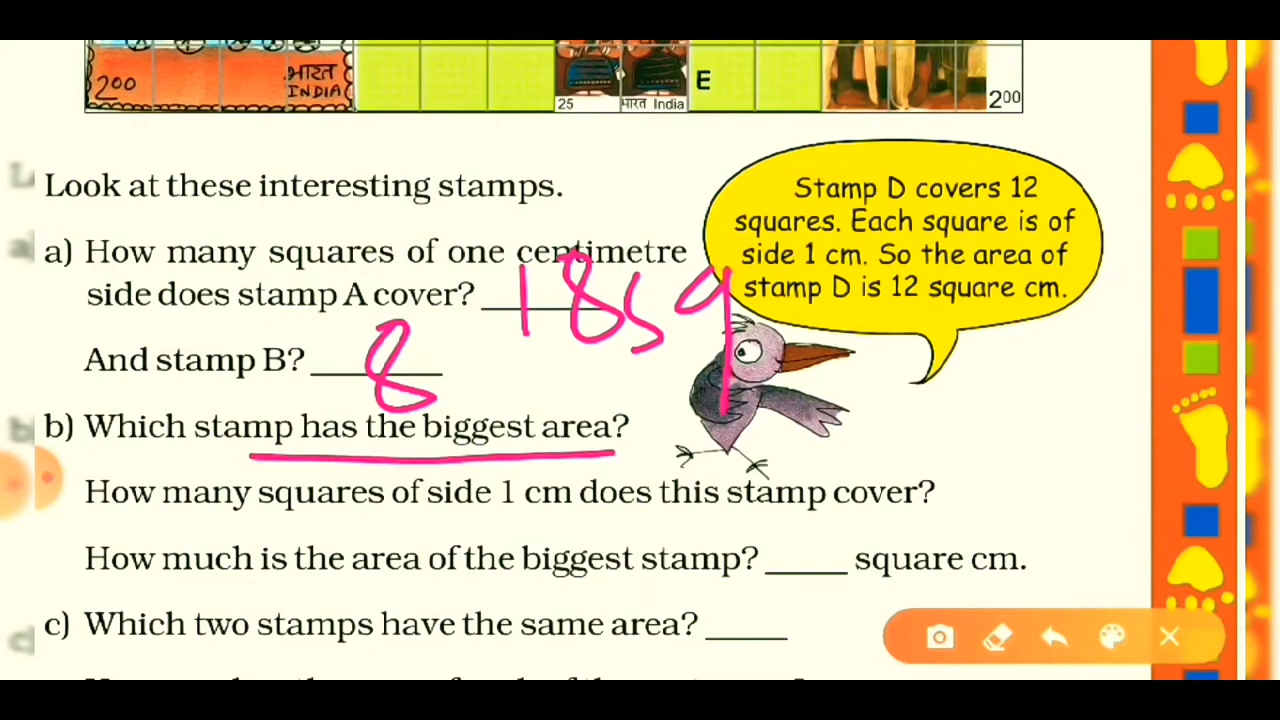 200
भारत
INDIA
25
भारत India
E
200
Look at these interesting stamps.
Stamp D covers 12
squares. Each square is of
side 1 cm. So the area of
stamp D is 12 square cm.
a) How many squares of one centimetre
side does stamp A cover? ______ 18 S 9
And stamp B? ______ 8
b) Which stamp has the biggest area?
How many squares of side 1 cm does this stamp cover?
How much is the area of the biggest stamp? _____ square cm.
c) Which two stamps have the same area? _____